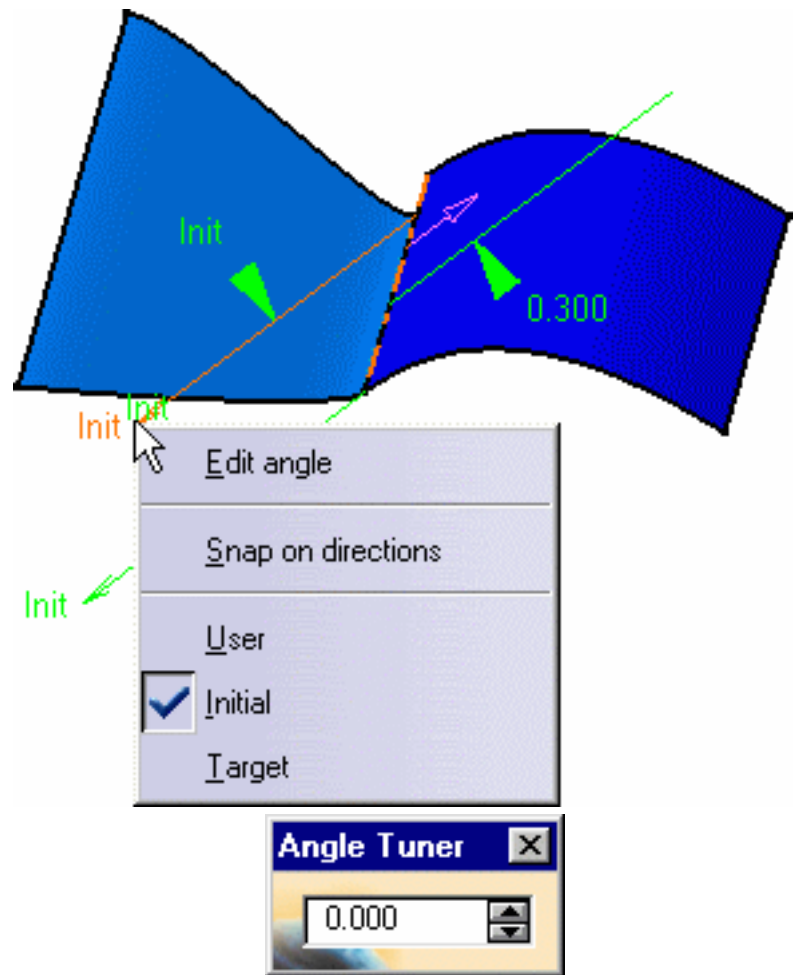 Init
0.300
Init
Init
Edit angle
Snap on directions
Init
User
Initial
Target
Angle Tuner
0.000